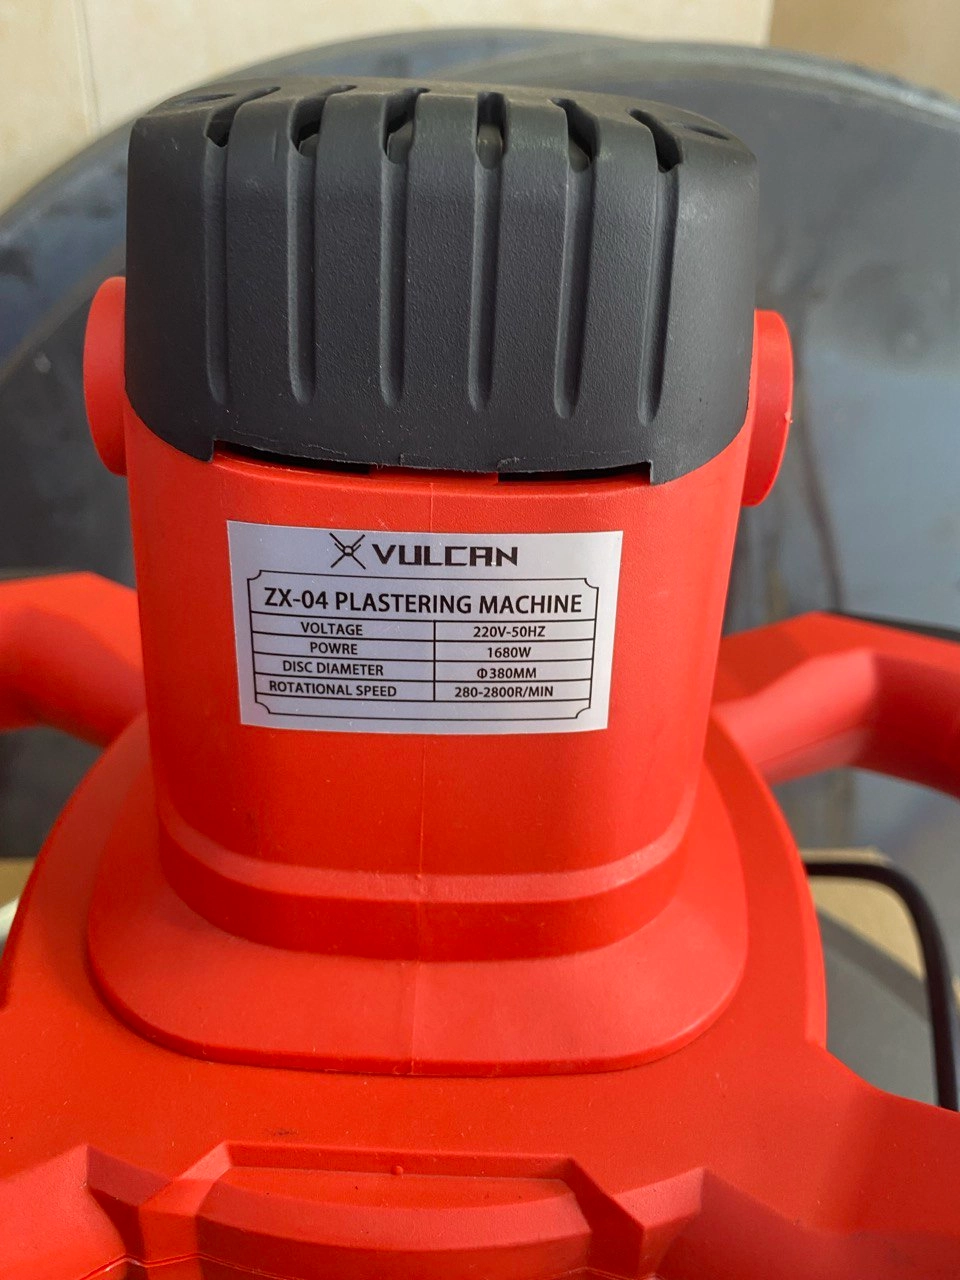 VULCAN
ZX-04 PLASTERING MACHINE
VOLTAGE 220V-50HZ
POWRE 1680W
DISC DIAMETER Φ380MM
ROTATIONAL SPEED 280-2800R/MIN